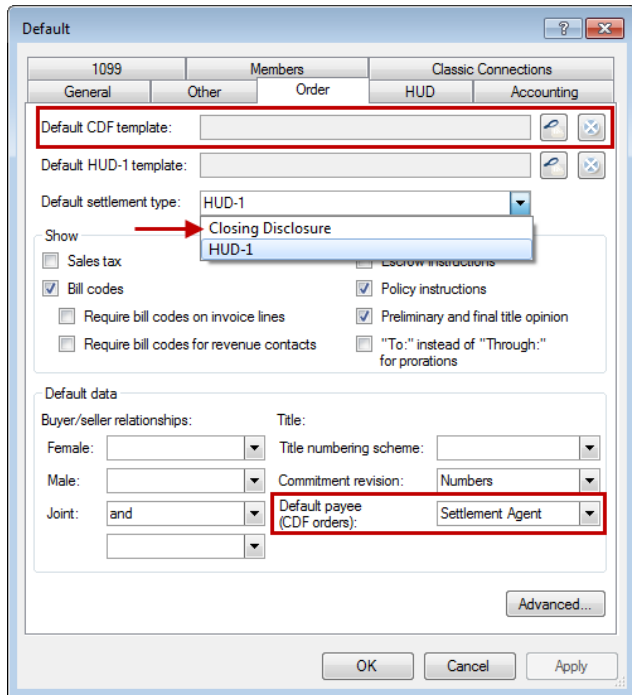 Default
1099 Members Classic Connections
General Other Order HUD Accounting
Default CDF template:
Default HUD-1 template:
Default settlement type: HUD-1
Closing Disclosure
HUD-1
Show
Sales tax
Escrow instructions
Bill codes
Policy instructions
Require bill codes on invoice lines
Preliminary and final title opinion
Require bill codes for revenue contacts
"To:" instead of "Through:"
for prorations
Default data
Buyer/seller relationships: Title:
Female: Title numbering scheme:
Male: Commitment revision: Numbers
Joint: and Default payee
(CDF orders): Settlement Agent
Advanced...
OK Cancel Apply